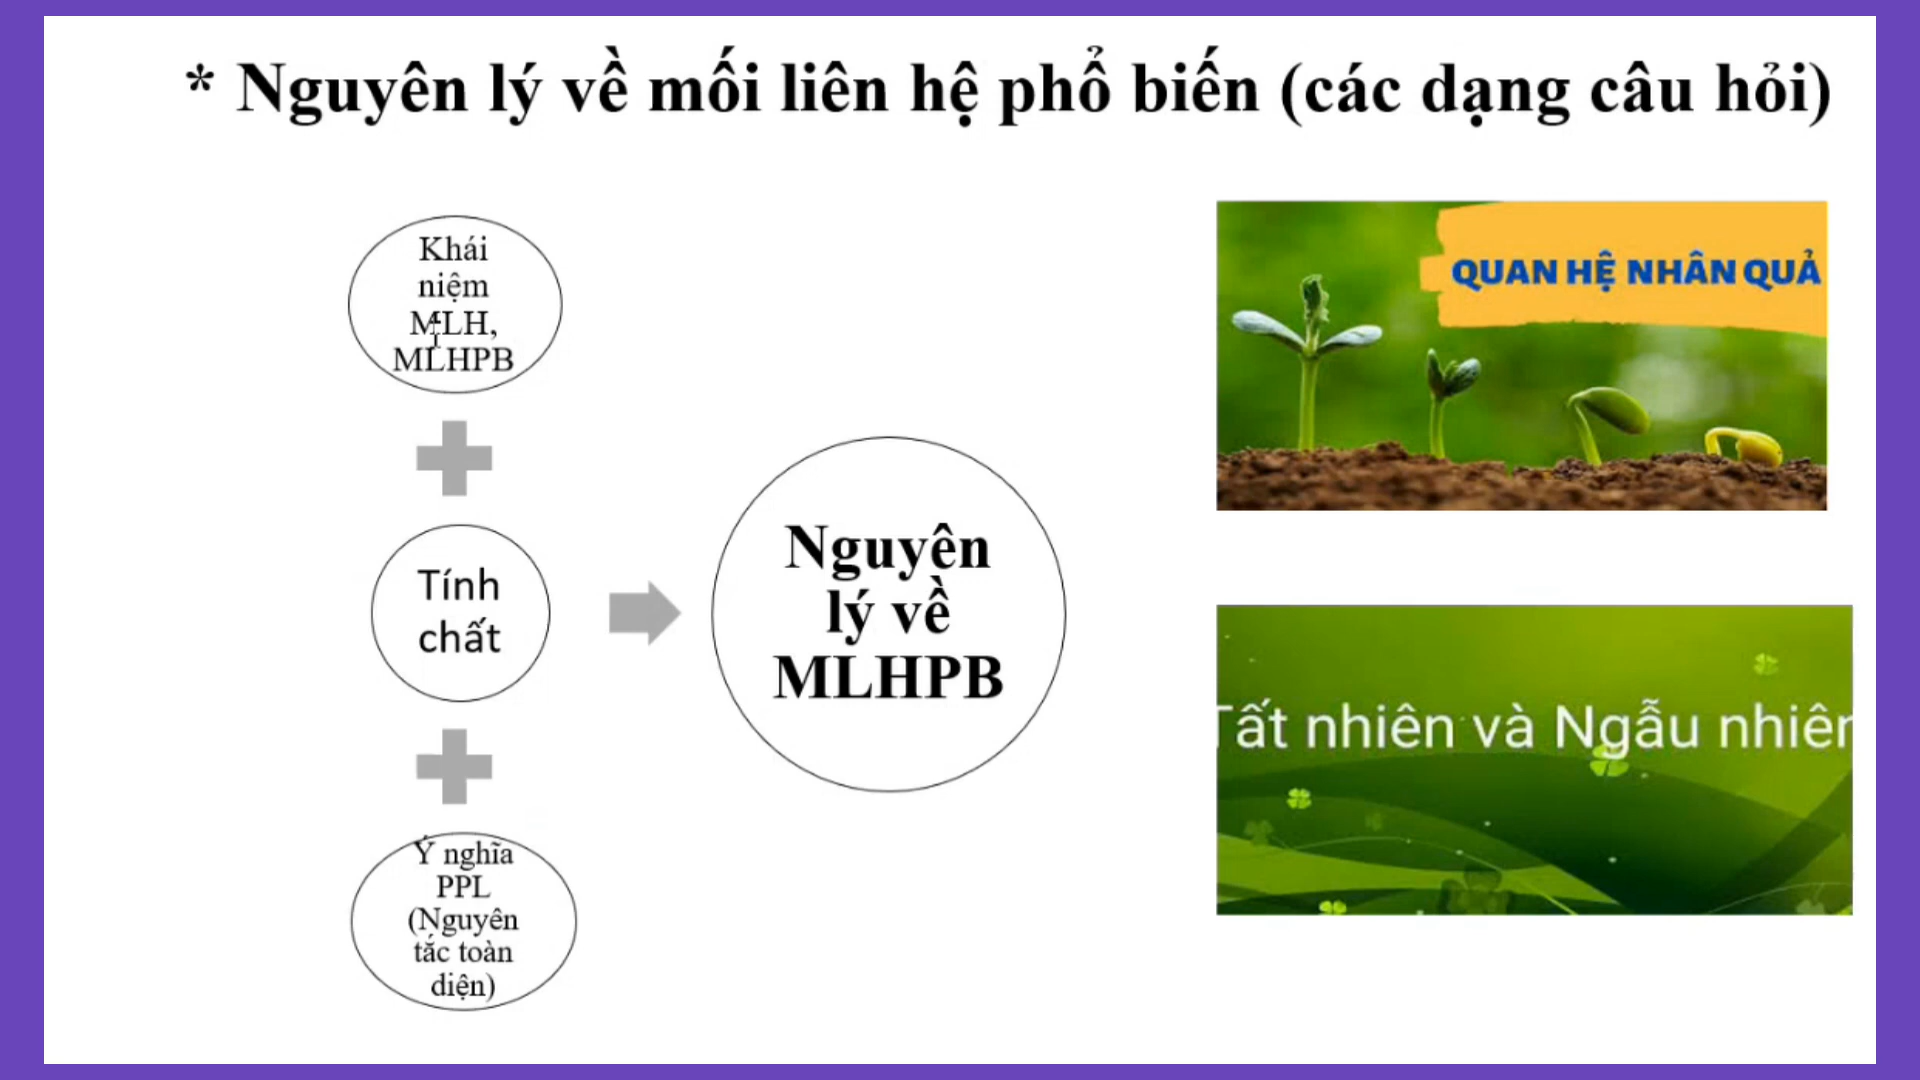 * Nguyên lý về mối liên hệ phổ biến (các dạng câu hỏi)
Khái
niệm
MLH,
MLHPB
Tính
chất
Ý nghĩa
PPL
(Nguyên
tắc toàn
diện)
Nguyên
lý về
MLHPB
QUAN HỆ NHÂN QUẢ
Tất nhiên và Ngẫu nhiên